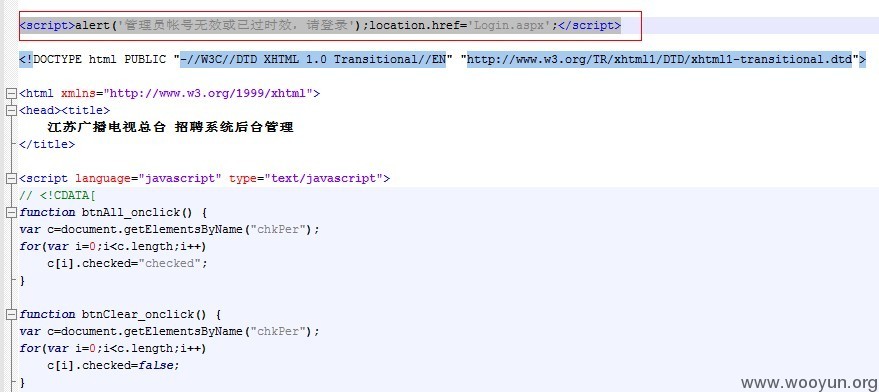 <script>alert('管理员帐号无效或已过时效，请登录');location.href='Login.aspx';</script>
<!DOCTYPE html PUBLIC "-//W3C//DTD XHTML 1.0 Transitional//EN" "http://www.w3.org/TR/xhtml1/DTD/xhtml1-transitional.dtd">
<html xmlns="http://www.w3.org/1999/xhtml">
<head><title>
江苏广播电视总台 招聘系统后台管理
</title>
<script language="javascript" type="text/javascript">
// <!CDATA[
function btnAll_onclick() {
var c=document.getElementsByName("chkPer");
for(var i=0;i<c.length;i++)
c[i].checked="checked";
}
function btnClear_onclick() {
var c=document.getElementsByName("chkPer");
for(var i=0;i<c.length;i++)
c[i].checked=false;
}
www.wooyun.org